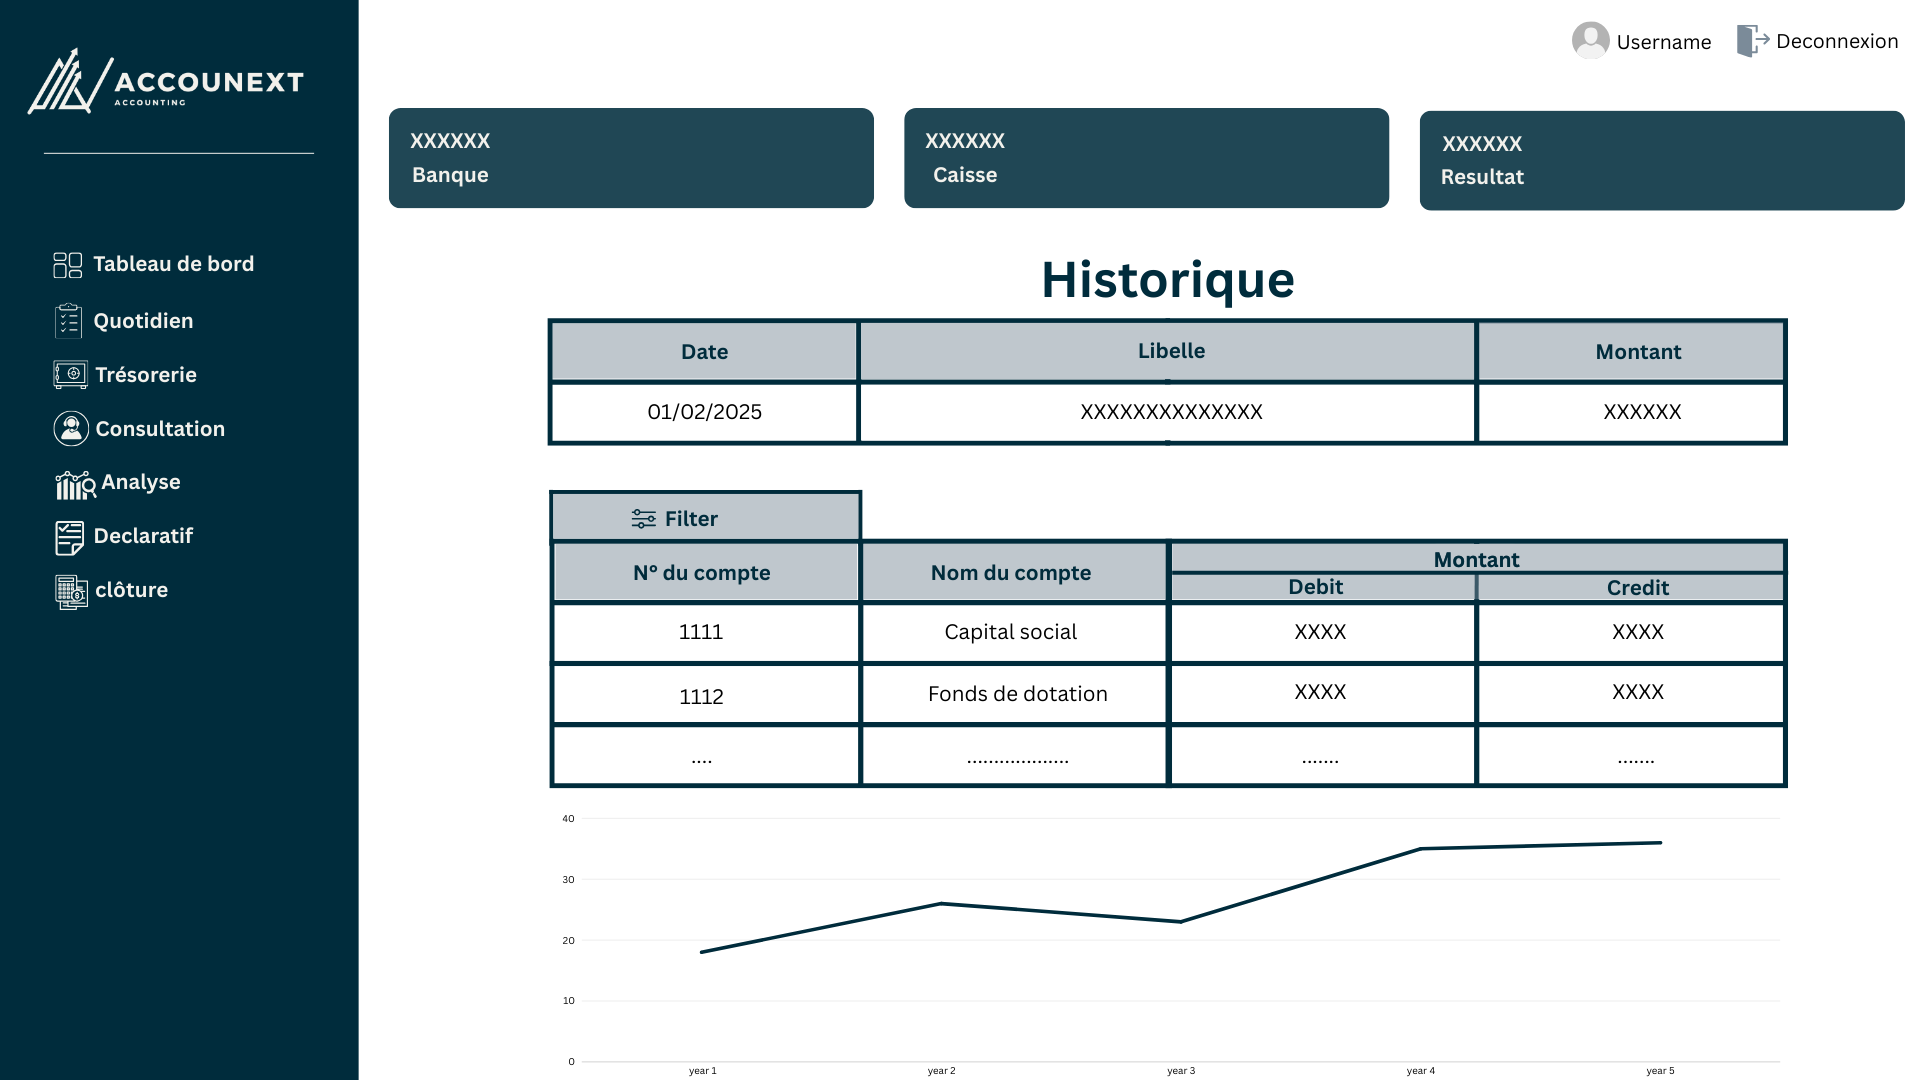 ACCOUNEXT
ACCOUNTING
Tableau de bord
Quotidien
Trésorerie
Consultation
Analyse
Declaratif
clôture
Username
Deconnexion
XXXXXX
Banque
XXXXXX
Caisse
XXXXXX
Resultat
Historique
Date Libelle Montant
01/02/2025 XXXXXXXXXXXXXX XXXXXX
Filter
N° du compte Nom du compte Montant
Debit Credit
1111 Capital social XXXX XXXX
1112 Fonds de dotation XXXX XXXX
.... ................... ....... .......
40
30
20
10
0
year 1 year 2 year 3 year 4 year 5